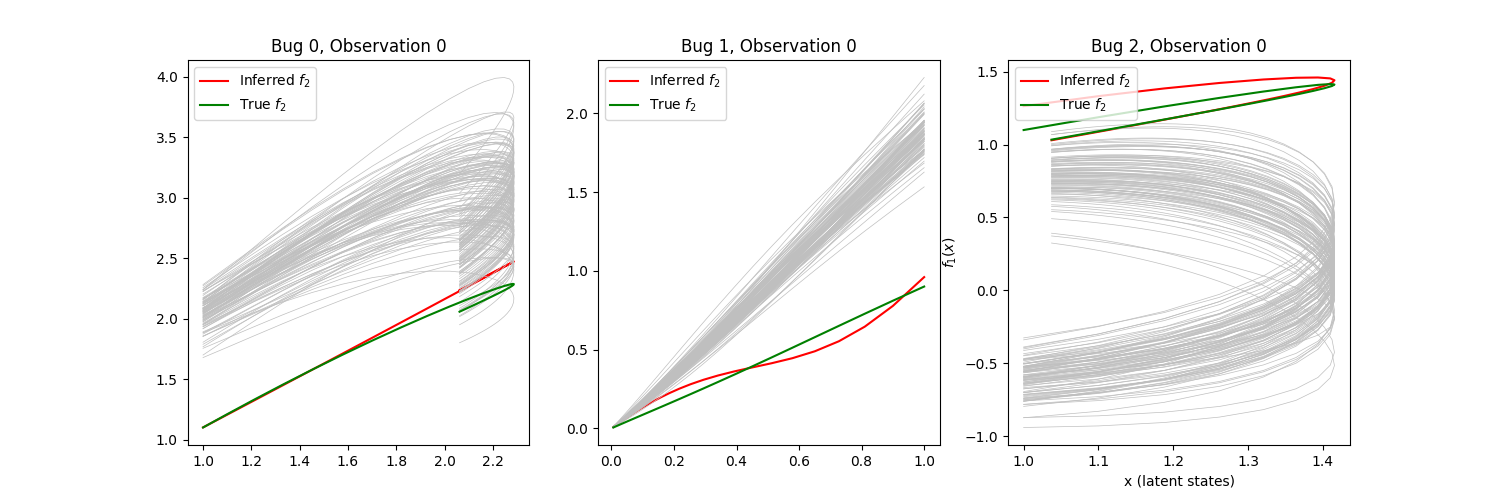 Bug 0, Observation 0
Inferred f₂
True f₂
4.0
3.5
3.0
2.5
2.0
1.5
1.0
1.0 1.2 1.4 1.6 1.8 2.0 2.2
Bug 1, Observation 0
Inferred f₂
True f₂
2.0
1.5
1.0
0.5
0.0
0.0 0.2 0.4 0.6 0.8 1.0
Bug 2, Observation 0
Inferred f₂
True f₂
f₁(x)
1.5
1.0
0.5
0.0
−0.5
−1.0
1.0 1.1 1.2 1.3 1.4
x (latent states)